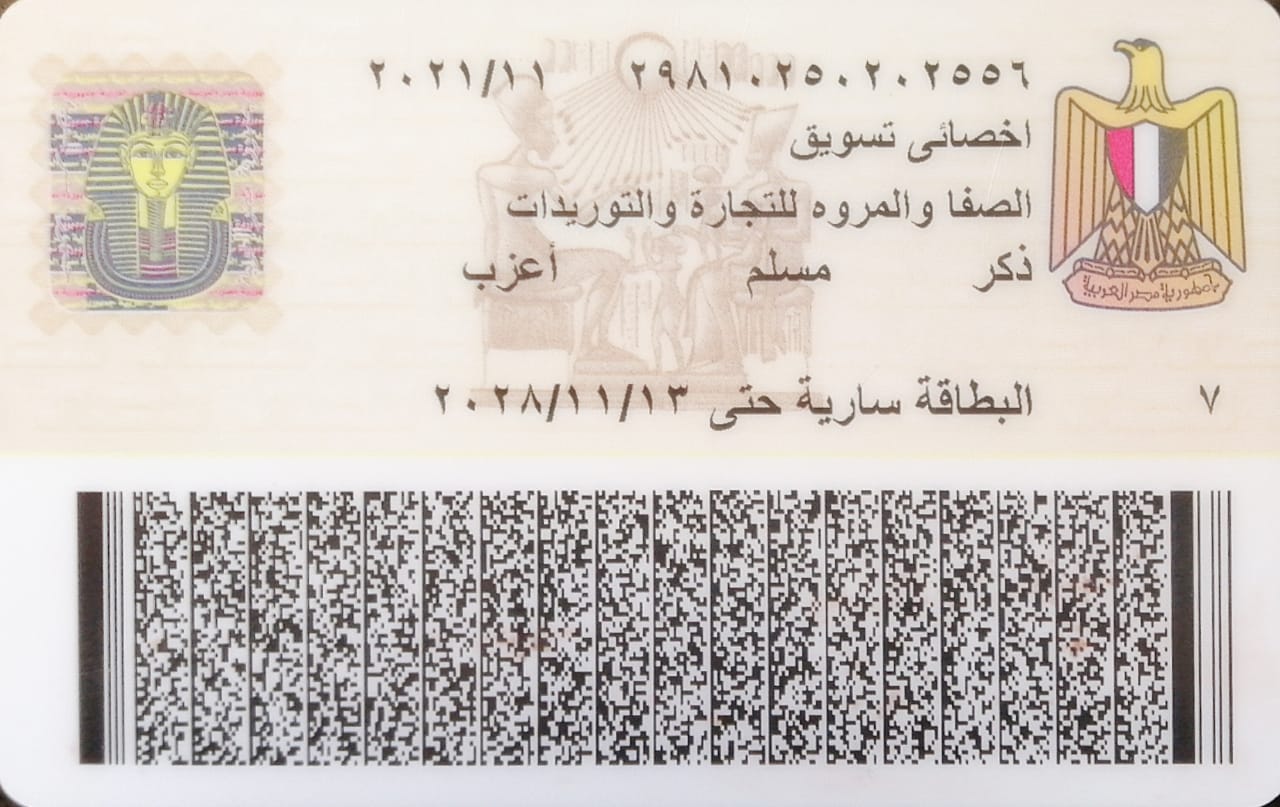 ٢٩٨١٠٢٥٠٢٠٢٥٥٦ ٢٠٢١/١١
اخصائى تسويق
الصفا والمروه للتجارة والتوريدات
ذكر مسلم أعزب
البطاقة سارية حتى ٢٠٢٨/١١/١٣
٧
جمهورية مصر العربية